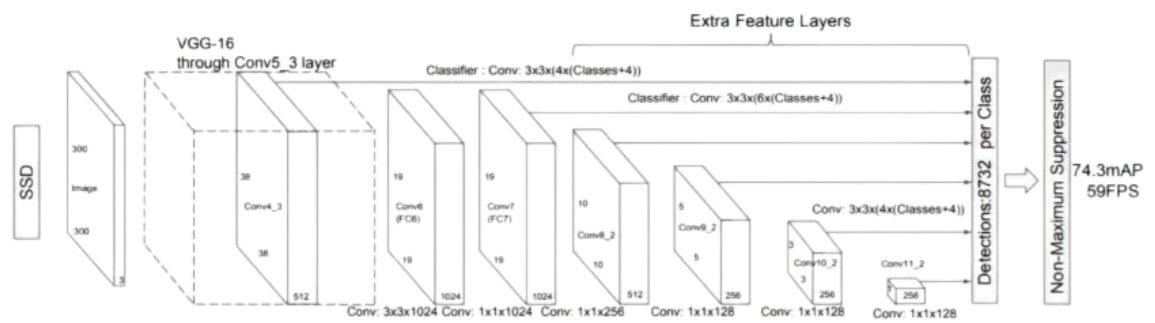 Extra Feature Layers
VGG-16
through Conv5_3 layer
Classifier : Conv: 3x3x(4x(Classes+4))
Classifier : Conv: 3x3x(6x(Classes+4))
SSD
300
Image
300
3
38
Conv4_3
38
512
19
Conv6
(FC6)
19
1024
19
Conv7
(FC7)
19
1024
10
Conv8_2
10
512
5
Conv9_2
5
256
Conv: 3x3x(4x(Classes+4))
3
Conv10_2
3
256
Conv11_2
256
Conv: 3x3x1024
Conv: 1x1x1024
Conv: 1x1x256
Conv: 1x1x128
Conv: 1x1x128
Conv: 1x1x128
Detections:8732 per Class
Non-Maximum Suppression
74.3mAP
59FPS